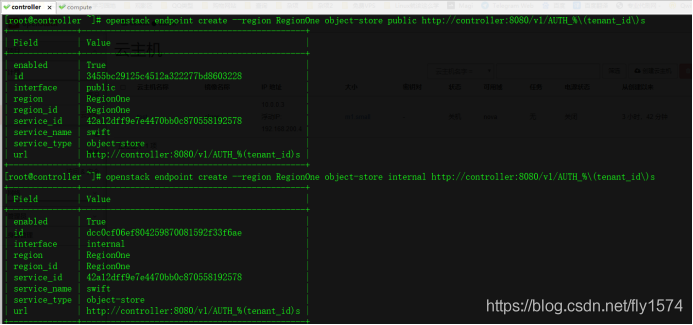 controller
compute
[root@controller ~]# openstack endpoint create --region RegionOne object-store public http://controller:8080/v1/AUTH_%\(tenant_id\)s
| Field | Value |
| enabled | True |
| id | 3455bc29125c4512a322277bd8603228 |
| interface | public |
| region | RegionOne |
| region_id | RegionOne |
| service_id | 42a12dff9e7e4470bb0c870558192578 |
| service_name | swift |
| service_type | object-store |
| url | http://controller:8080/v1/AUTH_%(tenant_id)s |
[root@controller ~]# openstack endpoint create --region RegionOne object-store internal http://controller:8080/v1/AUTH_%\(tenant_id\)s
| Field | Value |
| enabled | True |
| id | dcc0cf06ef804259870081592f33f6ae |
| interface | internal |
| region | RegionOne |
| region_id | RegionOne |
| service_id | 42a12dff9e7e4470bb0c870558192578 |
| service_name | swift |
| service_type | object-store |
| url | http://controller:8080/v1/AUTH_%(tenant_id)s |
云主机
https://blog.csdn.net/fly1574